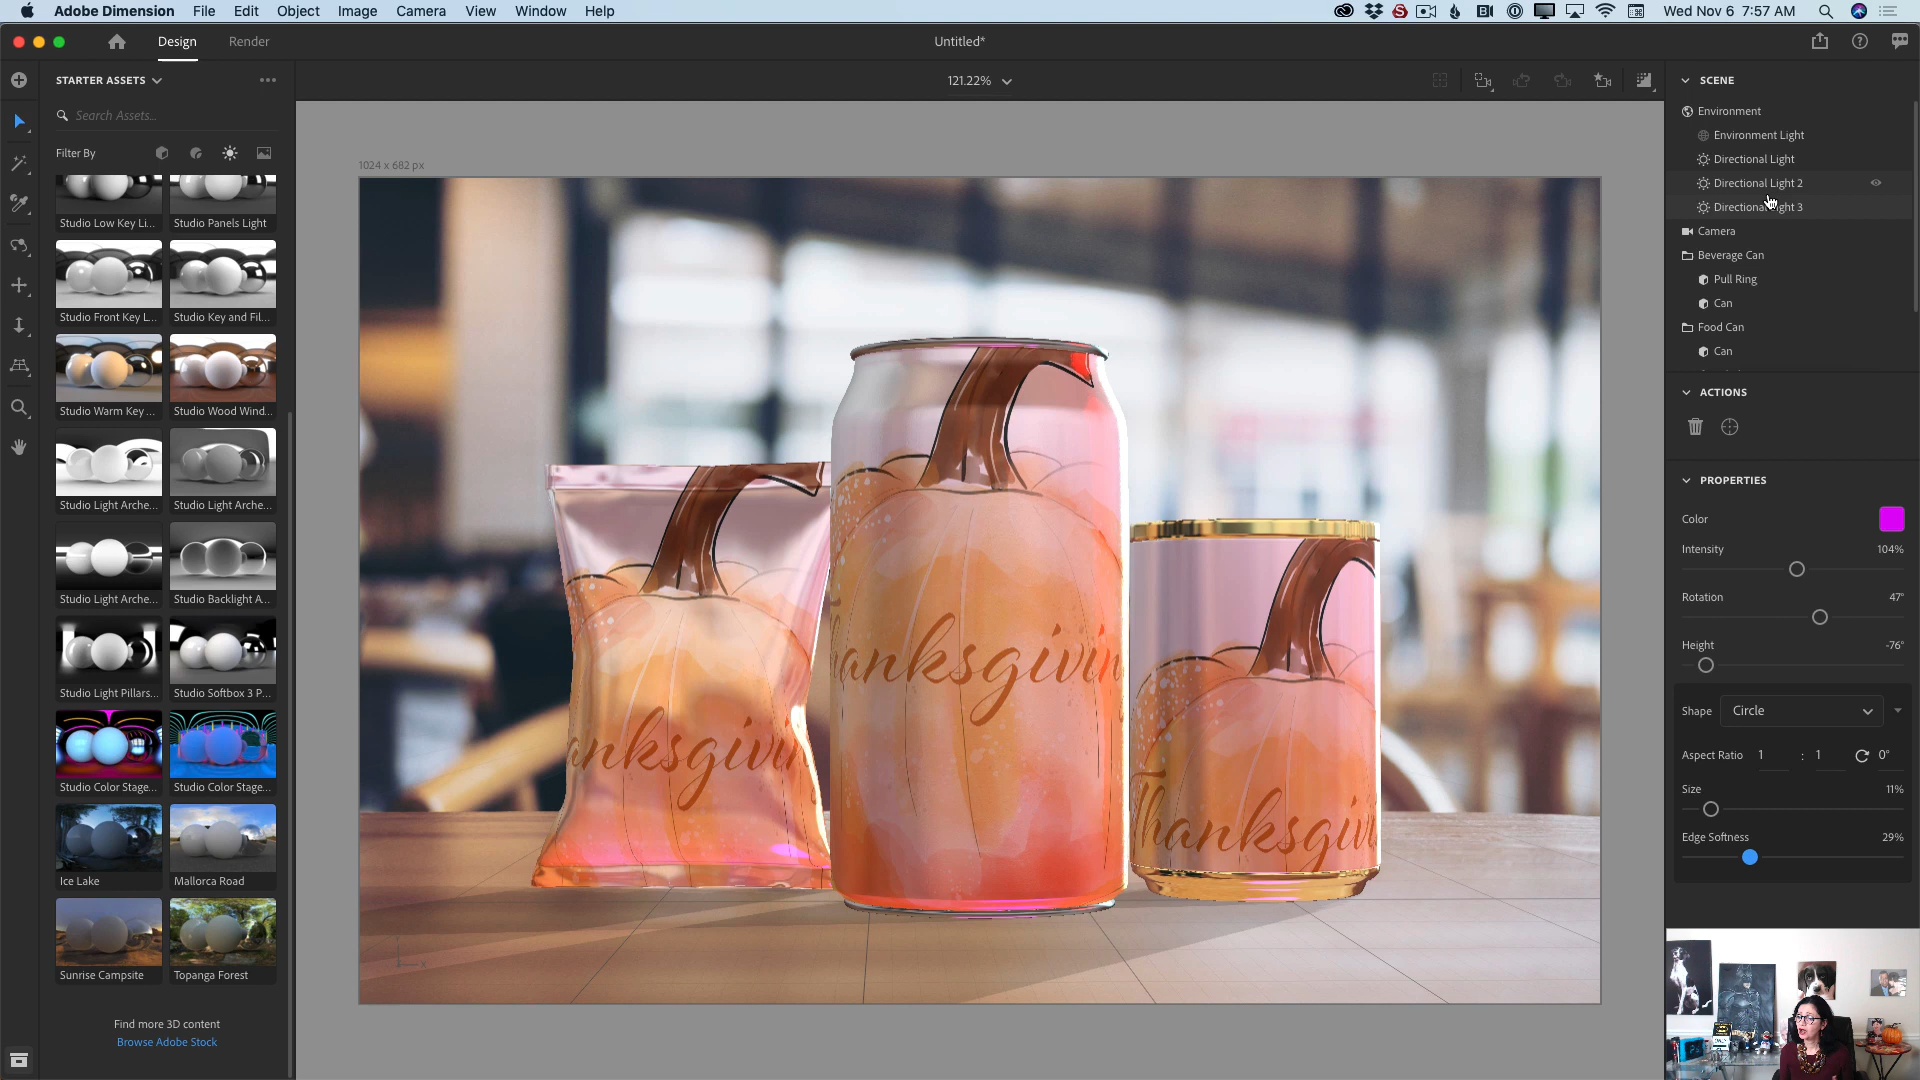 Adobe Dimension File Edit Object Image Camera View Window Help
Wed Nov 6 7:57 AM
Design Render
Untitled*
STARTER ASSETS
121.22%
Search Assets...
Filter By
Studio Low Key Li...
Studio Panels Light
Studio Front Key L...
Studio Key and Fil...
Studio Warm Key ...
Studio Wood Wind...
Studio Light Arche...
Studio Light Arche...
Studio Light Arche...
Studio Backlight A...
Studio Light Pillars...
Studio Softbox 3 P...
Studio Color Stage...
Studio Color Stage...
Ice Lake
Mallorca Road
Sunrise Campsite
Topanga Forest
Find more 3D content
Browse Adobe Stock
1024 x 682 px
anksgivin
Thanksgiving
Thanksgivi
SCENE
Environment
Environment Light
Directional Light
Directional Light 2
Directional Light 3
Camera
Beverage Can
Pull Ring
Can
Food Can
Can
ACTIONS
PROPERTIES
Color
Intensity 104%
Rotation 47°
Height -76°
Shape Circle
Aspect Ratio 1 : 1 0°
Size 11%
Edge Softness 29%